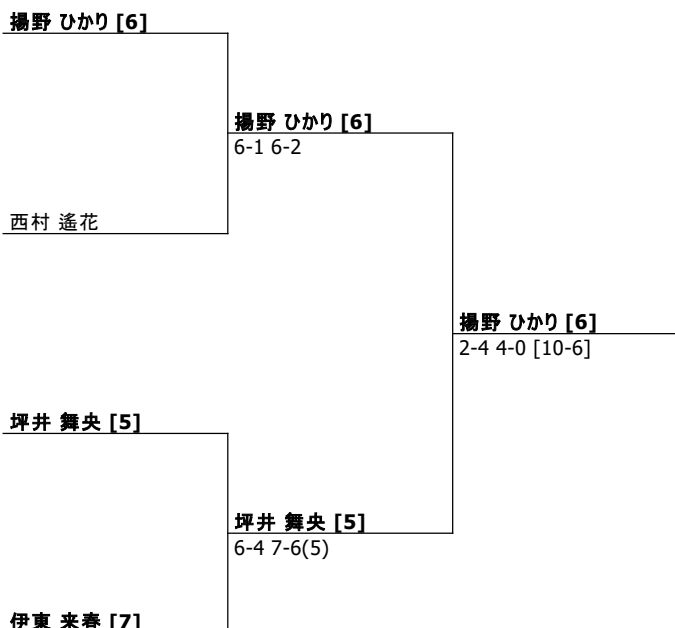 揚野 ひかり [6]
揚野 ひかり [6]
6-1 6-2
西村 遙花
揚野 ひかり [6]
2-4 4-0 [10-6]
坪井 舞央 [5]
坪井 舞央 [5]
6-4 7-6(5)
伊東 来春 [7]